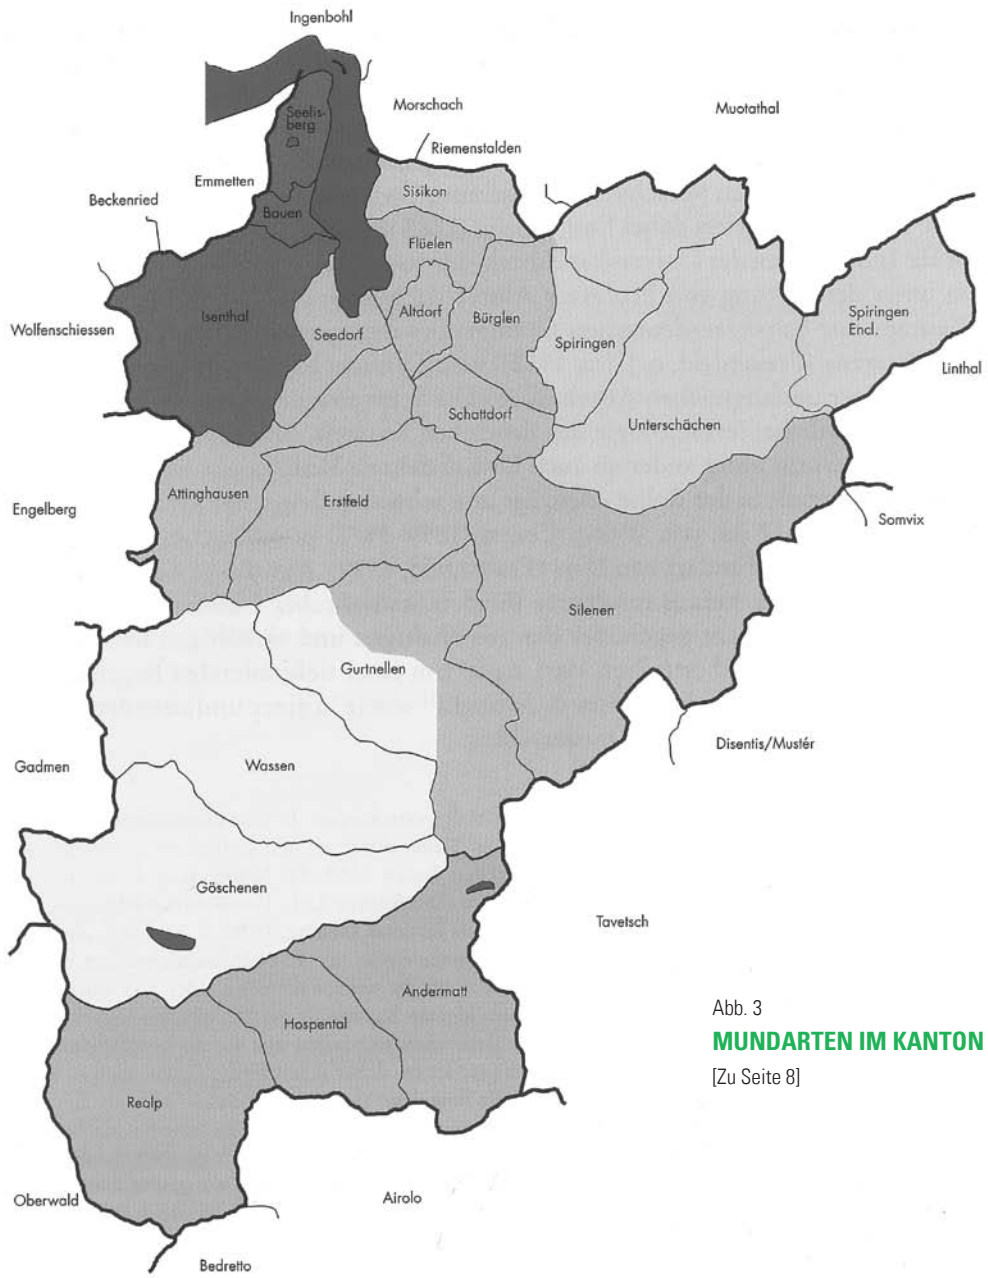 Ingenbohl
Morschach
Muotathal
Seelis-
berg
Riemenstalden
Emmetten
Sisikon
Beckenried
Bauen
Flüelen
Isenthal
Altdorf
Spiringen
Encl.
Wolfenschiessen
Seedorf
Bürglen
Spiringen
Linthal
Schattdorf
Unterschächen
Attinghausen
Erstfeld
Engelberg
Somvix
Silenen
Gurtnellen
Disentis/Mustér
Gadmen
Wassen
Göschenen
Tavetsch
Andermatt
Abb. 3
Hospental
MUNDARTEN IM KANTON
[Zu Seite 8]
Realp
Oberwald
Airolo
Bedretto